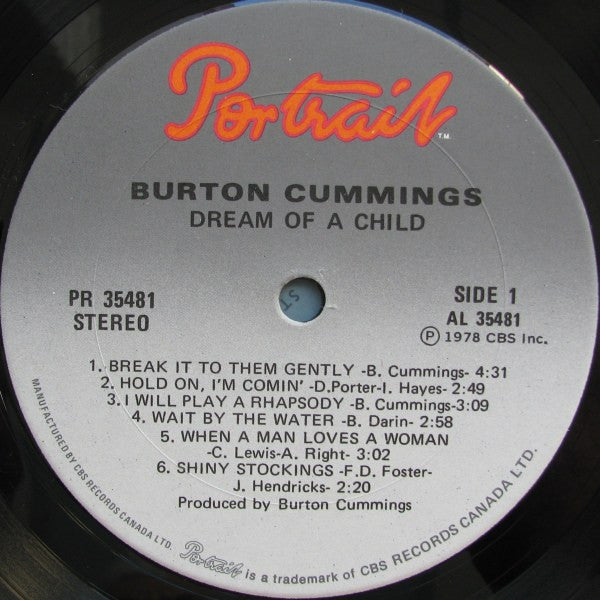 Portrait T.M.
BURTON CUMMINGS
DREAM OF A CHILD
PR 35481
STEREO
SIDE 1
AL 35481
Ⓟ 1978 CBS Inc.
1. BREAK IT TO THEM GENTLY -B. Cummings- 4:31
2. HOLD ON, I'M COMIN' -D.Porter-I. Hayes- 2:49
3. I WILL PLAY A RHAPSODY -B. Cummings-3:09
4. WAIT BY THE WATER -B. Darin- 2:58
5. WHEN A MAN LOVES A WOMAN
-C. Lewis-A. Right- 3:02
6. SHINY STOCKINGS -F.D. Foster-
J. Hendricks- 2:20
Produced by Burton Cummings
MANUFACTURED BY CBS RECORDS CANADA LTD. Portrait is a trademark of CBS RECORDS CANADA LTD.